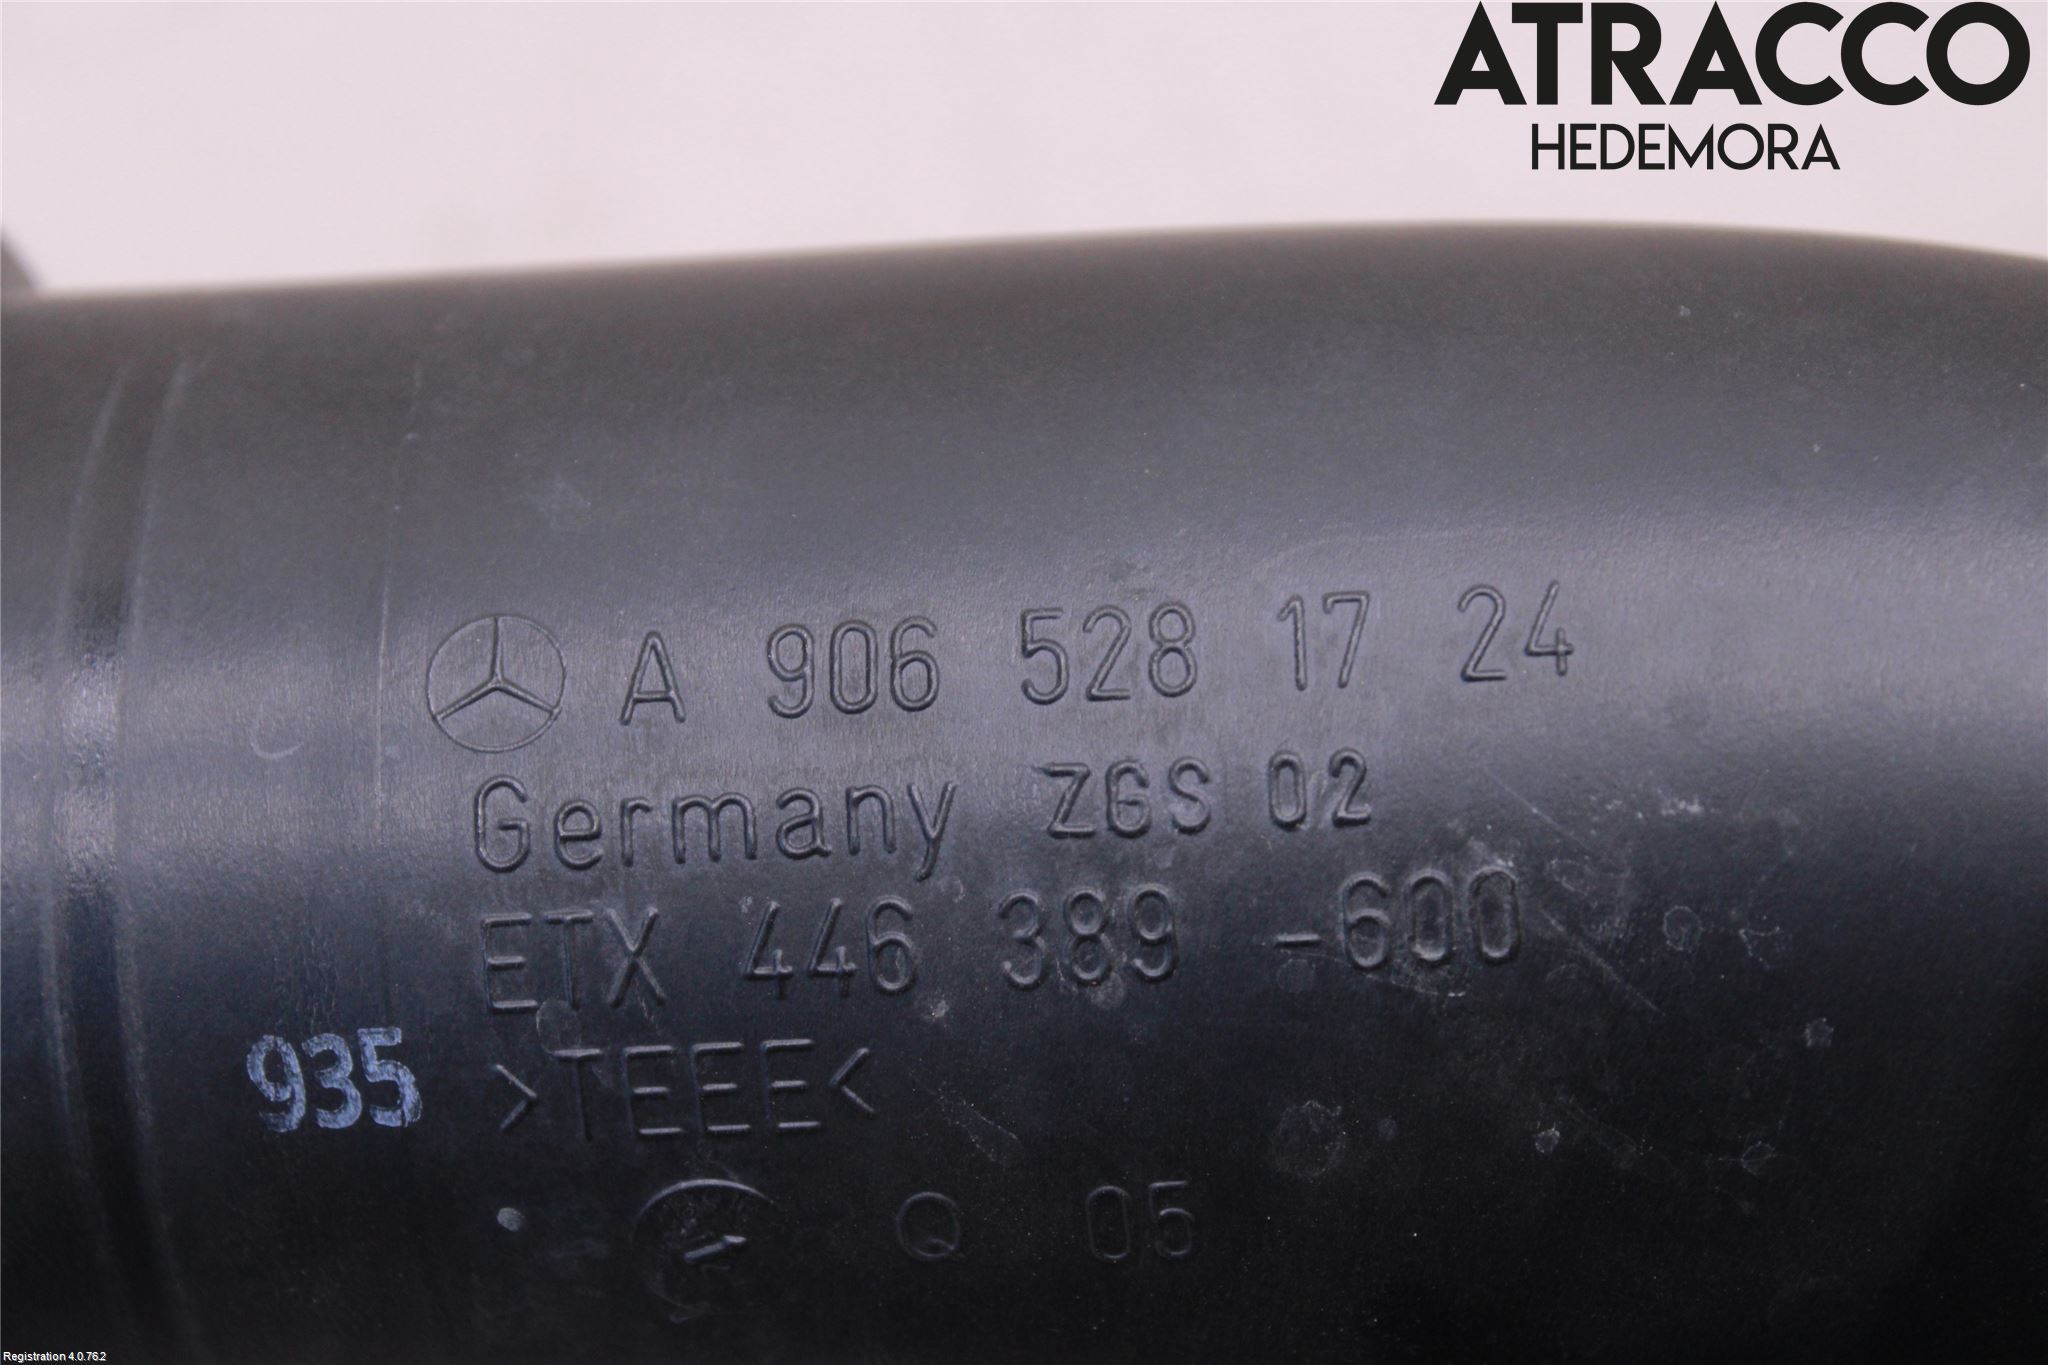 ATRACCO
HEDEMORA
A 906 528 17 24
Germany ZGS 02
ETX 446 389 -600
935 >TEEE<
Q 05
Registration 4.0.76.2